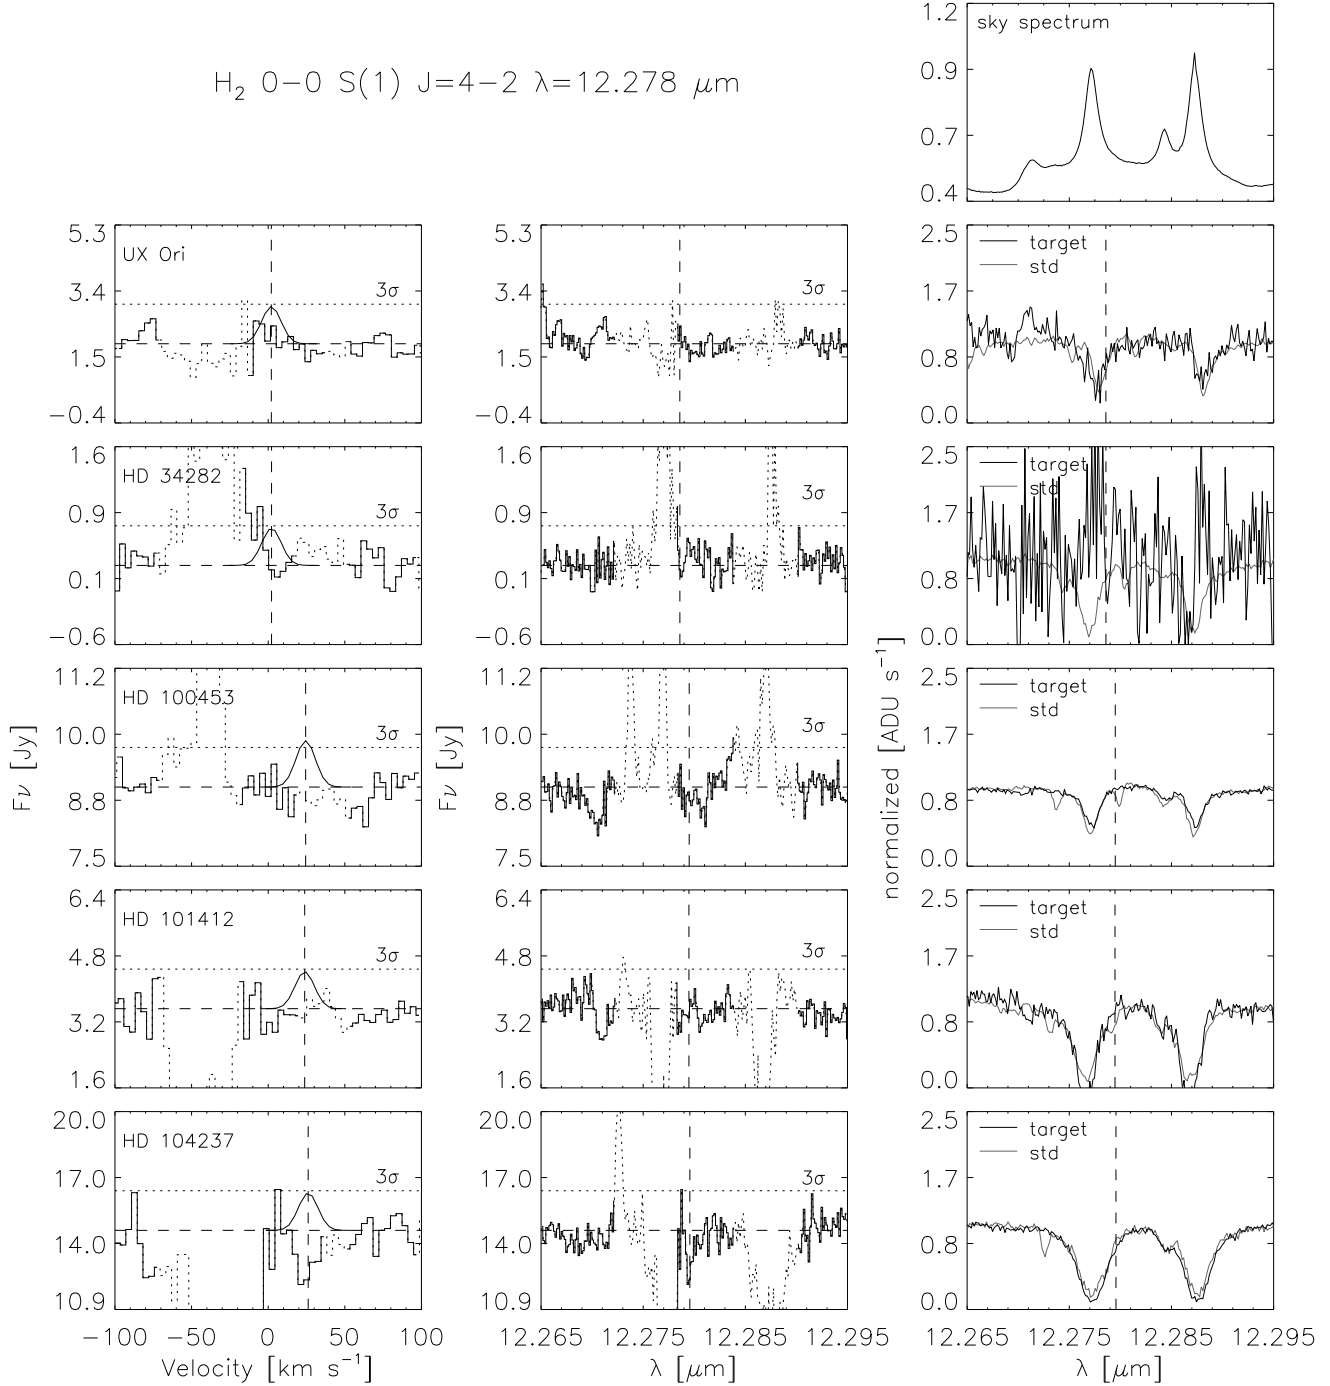 H₂ 0−0 S(1) J=4−2 λ=12.278 μm
sky spectrum
1.2
0.9
0.7
0.4
UX Ori
3σ
5.3
3.4
1.5
−0.4
3σ
5.3
3.4
1.5
−0.4
target
std
2.5
1.7
0.8
0.0
HD 34282
3σ
1.6
0.9
0.1
−0.6
3σ
1.6
0.9
0.1
−0.6
target
std
2.5
1.7
0.8
0.0
HD 100453
3σ
11.2
10.0
8.8
7.5
Fν [Jy]
3σ
11.2
10.0
8.8
7.5
Fν [Jy]
target
std
2.5
1.7
0.8
0.0
normalized [ADU s⁻¹]
HD 101412
3σ
6.4
4.8
3.2
1.6
3σ
6.4
4.8
3.2
1.6
target
std
2.5
1.7
0.8
0.0
HD 104237
3σ
20.0
17.0
14.0
10.9
3σ
20.0
17.0
14.0
10.9
target
std
2.5
1.7
0.8
0.0
−100 −50 0 50 100
Velocity [km s⁻¹]
12.265 12.275 12.285 12.295
λ [μm]
12.265 12.275 12.285 12.295
λ [μm]